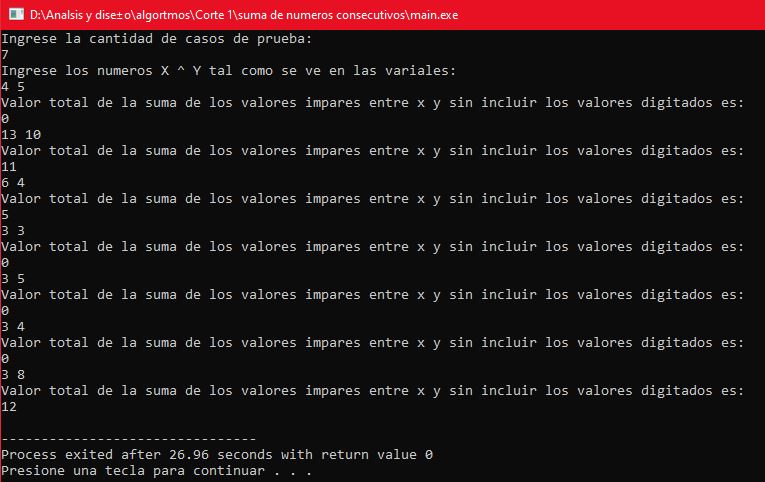 D:\Analsis y dise±o\algortmos\Corte 1\suma de numeros consecutivos\main.exe
Ingrese la cantidad de casos de prueba:
7
Ingrese los numeros X ^ Y tal como se ve en las variales:
4 5
Valor total de la suma de los valores impares entre x y sin incluir los valores digitados es:
0
13 10
Valor total de la suma de los valores impares entre x y sin incluir los valores digitados es:
11
6 4
Valor total de la suma de los valores impares entre x y sin incluir los valores digitados es:
5
3 3
Valor total de la suma de los valores impares entre x y sin incluir los valores digitados es:
0
3 5
Valor total de la suma de los valores impares entre x y sin incluir los valores digitados es:
0
3 4
Valor total de la suma de los valores impares entre x y sin incluir los valores digitados es:
0
3 8
Valor total de la suma de los valores impares entre x y sin incluir los valores digitados es:
12
--------------------------------
Process exited after 26.96 seconds with return value 0
Presione una tecla para continuar . . .